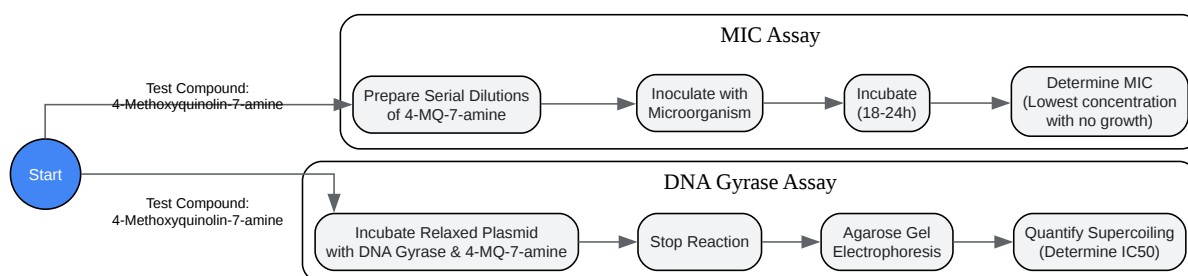 MIC Assay
Test Compound:
4-Methoxyquinolin-7-amine
Prepare Serial Dilutions
of 4-MQ-7-amine
Inoculate with
Microorganism
Incubate
(18-24h)
Determine MIC
(Lowest concentration
with no growth)
Start
DNA Gyrase Assay
Test Compound:
4-Methoxyquinolin-7-amine
Incubate Relaxed Plasmid
with DNA Gyrase & 4-MQ-7-amine
Stop Reaction
Agarose Gel
Electrophoresis
Quantify Supercoiling
(Determine IC50)